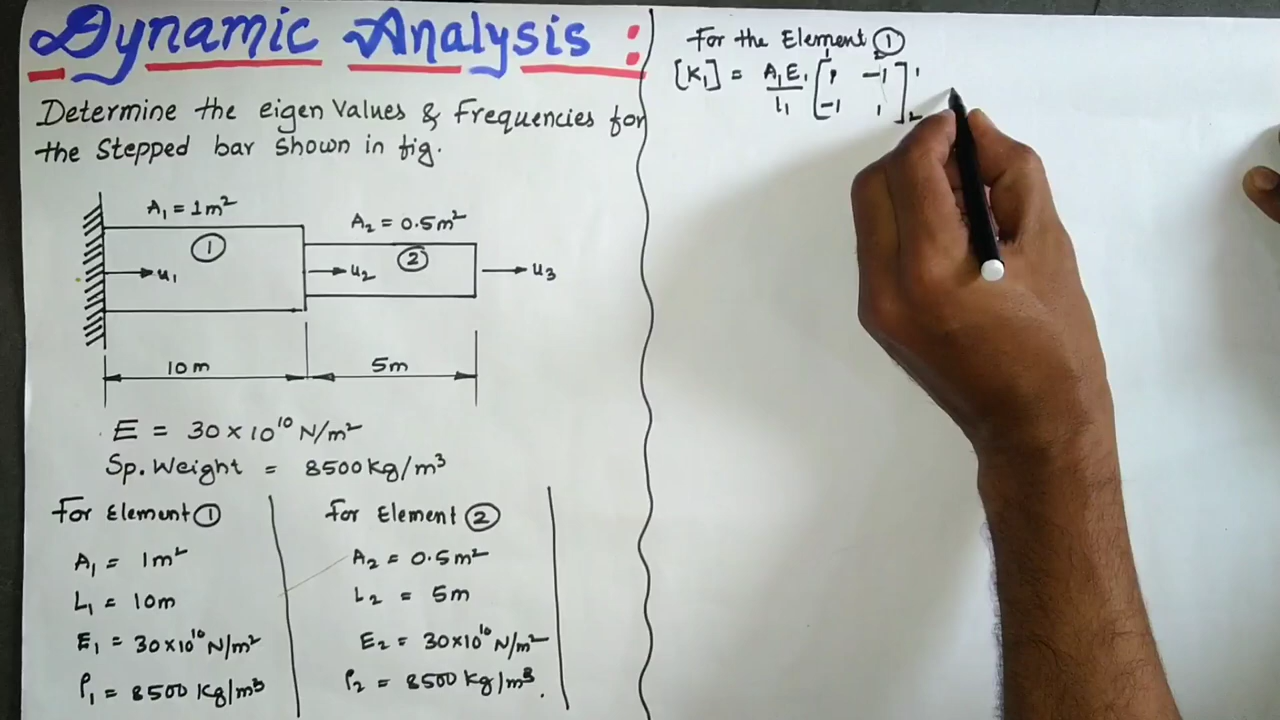 Dynamic Analysis :
Determine the eigen Values & Frequencies for
the Stepped bar shown in fig.
A₁ = 1m²
A₂ = 0.5m²
①
②
u₁
u₂
u₃
10m
5m
E = 30×10¹⁰ N/m²
Sp. Weight = 8500 kg/m³
For Element ①
A₁ = 1m²
L₁ = 10m
E₁ = 30×10¹⁰ N/m²
ρ₁ = 8500 kg/m³
For Element ②
A₂ = 0.5m²
L₂ = 5m
E₂ = 30×10¹⁰ N/m²
ρ₂ = 8500 kg/m³.
For the Element ①
[K₁] = A₁E₁/L₁ [1 -1] 1
[-1 1] 2